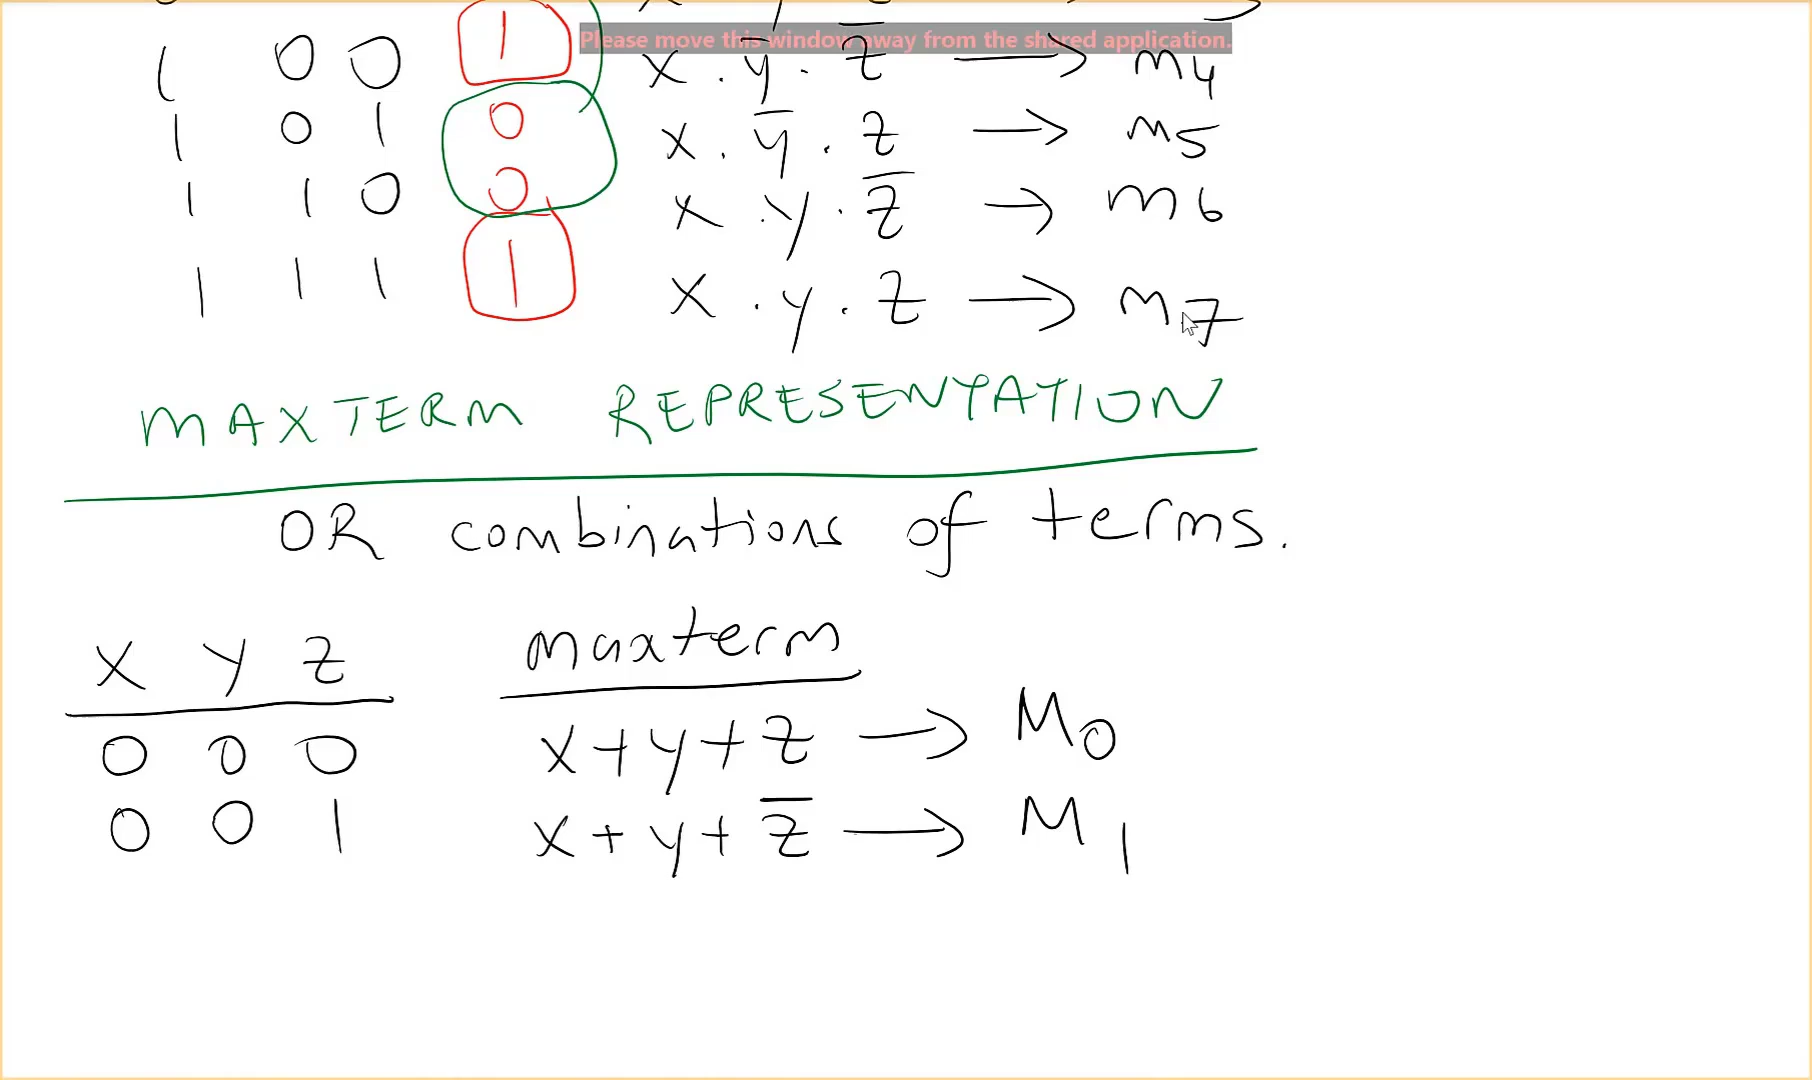 Please move this window away from the shared application.
1 0 0 1 x . y̅ . z̅ → m4
1 0 1 0 x . y̅ . z → m5
1 1 0 0 x . y . z̅ → m6
1 1 1 1 x . y . z → m7
MAXTERM REPRESENTATION
OR combinations of terms.
x y z maxterm
0 0 0 x+y+z → M0
0 0 1 x+y+z̅ → M1